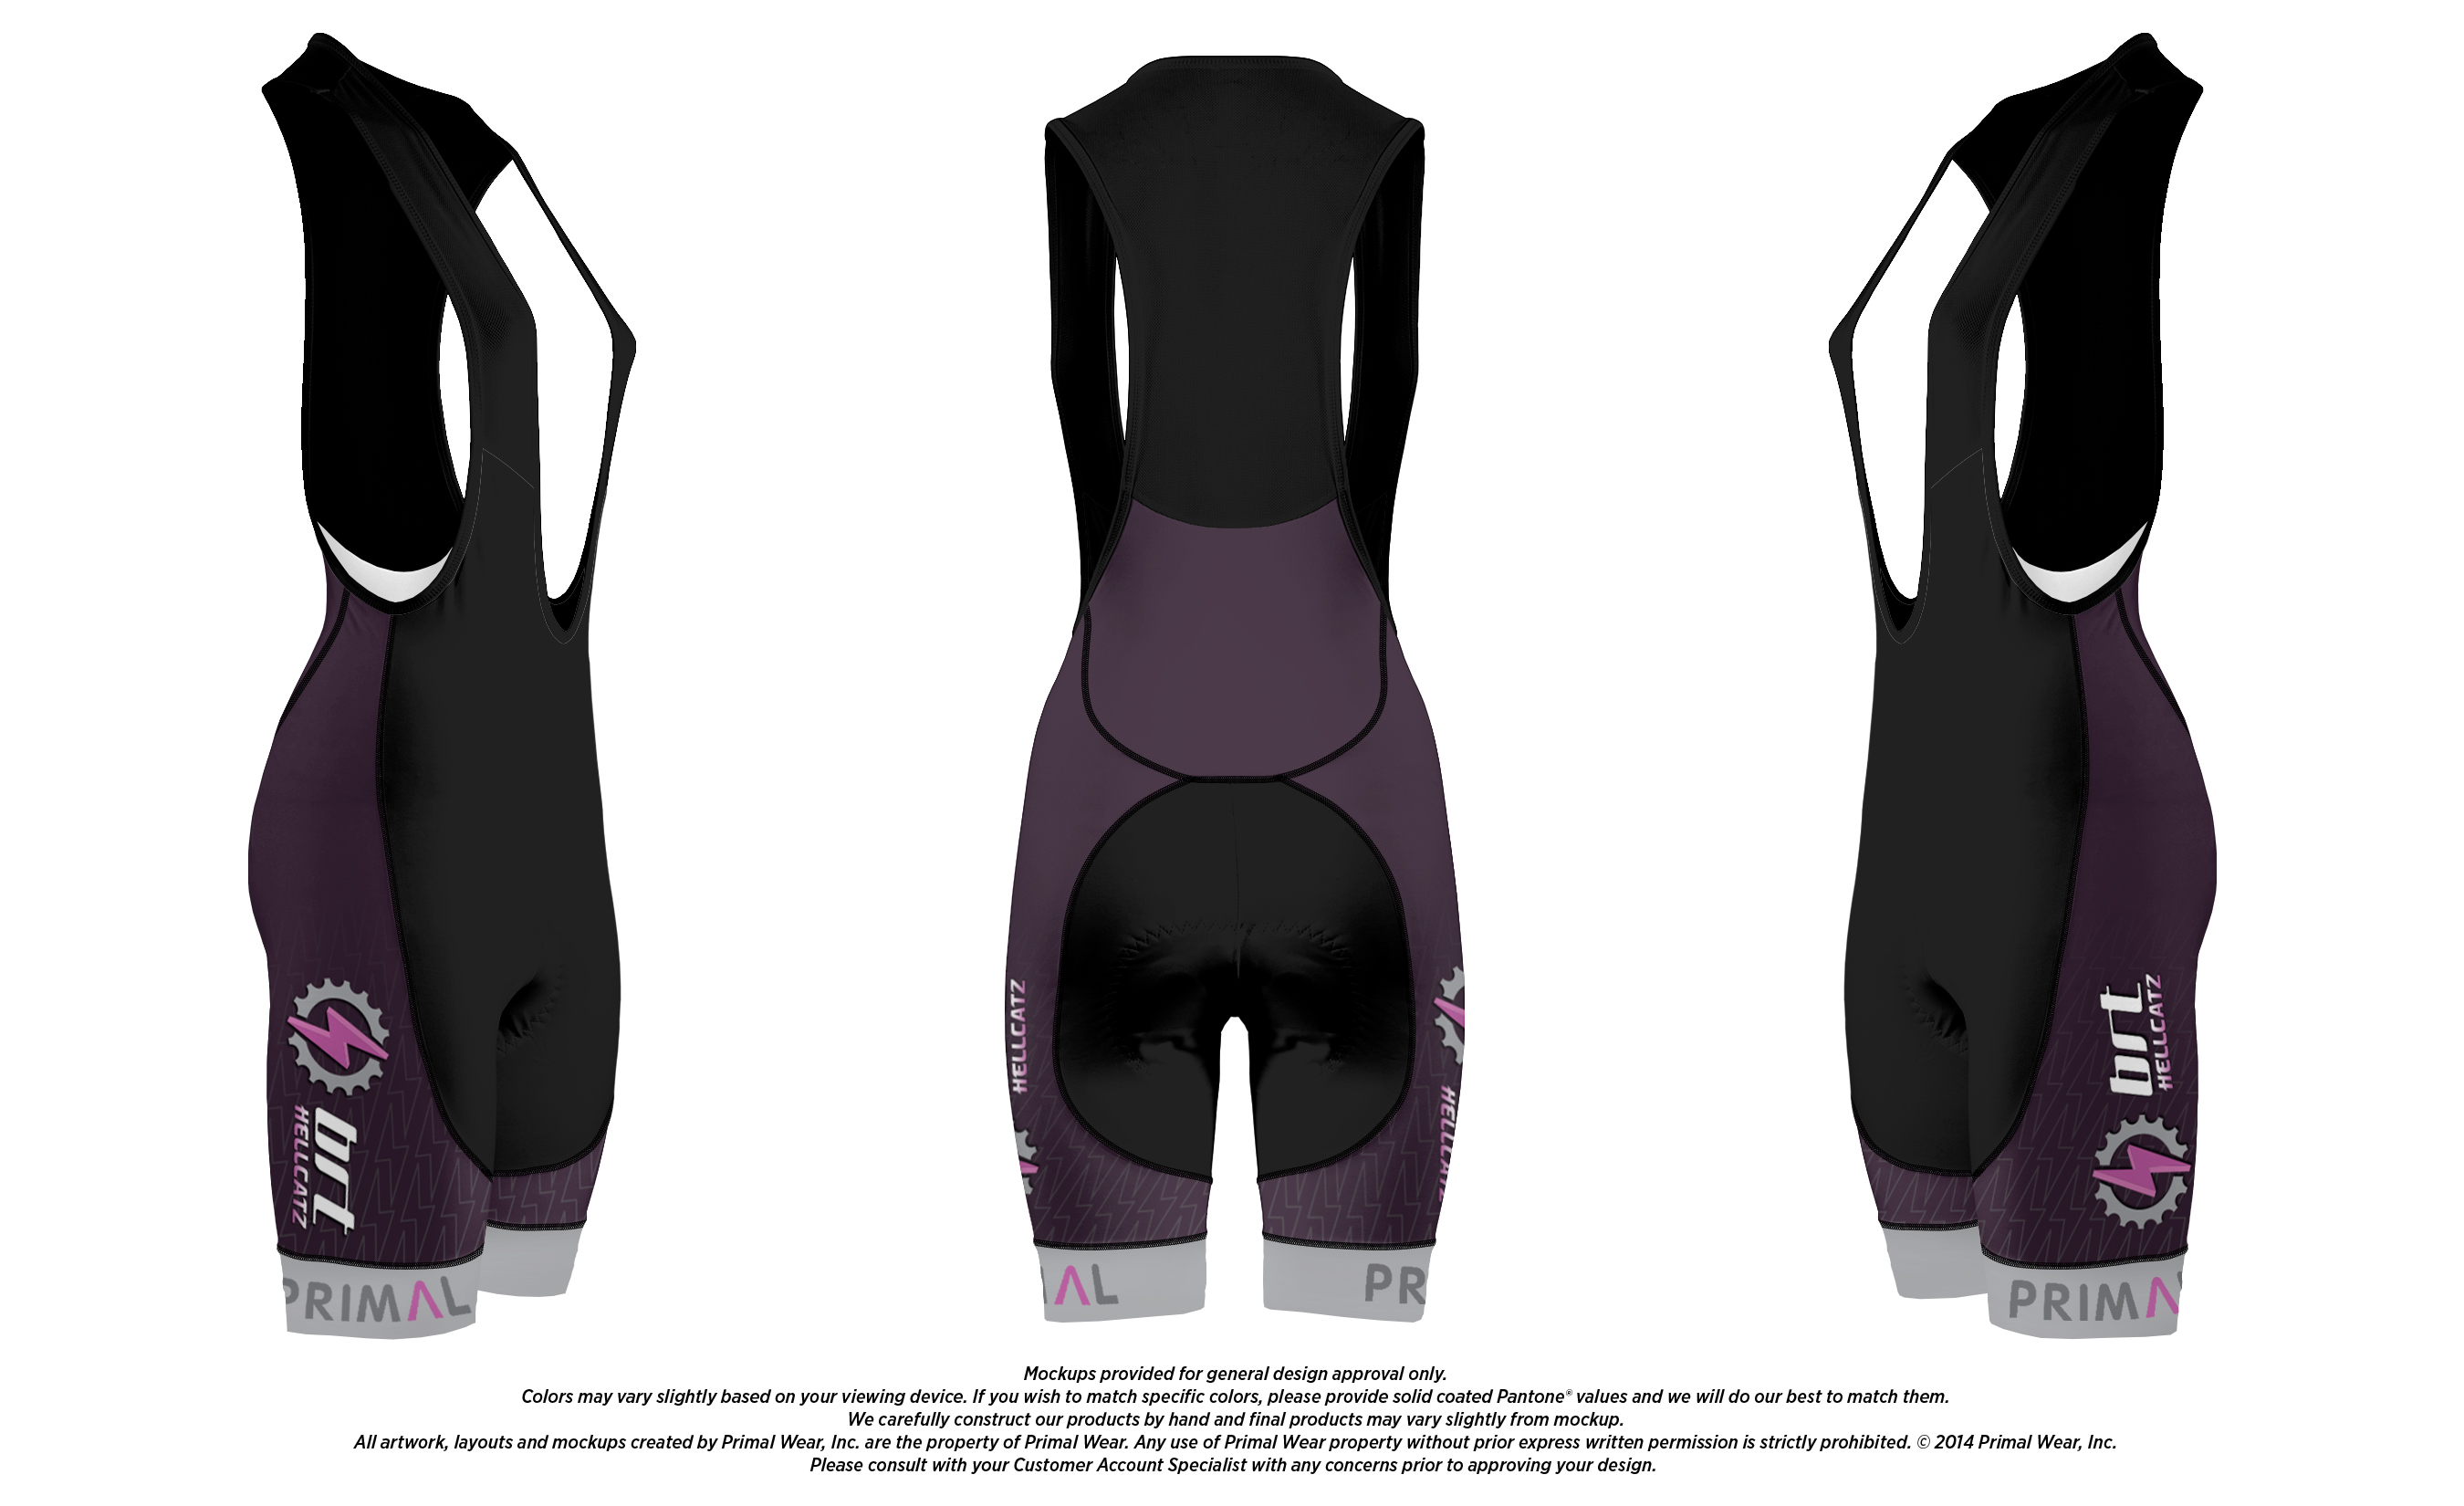 brt
HELLCATZ
PRIMAL
HELLCATZ
HELLCATZ
AL
PR
brt
HELLCATZ
PRIMA
Mockups provided for general design approval only.
Colors may vary slightly based on your viewing device. If you wish to match specific colors, please provide solid coated Pantone® values and we will do our best to match them.
We carefully construct our products by hand and final products may vary slightly from mockup.
All artwork, layouts and mockups created by Primal Wear, Inc. are the property of Primal Wear. Any use of Primal Wear property without prior express written permission is strictly prohibited. © 2014 Primal Wear, Inc.
Please consult with your Customer Account Specialist with any concerns prior to approving your design.